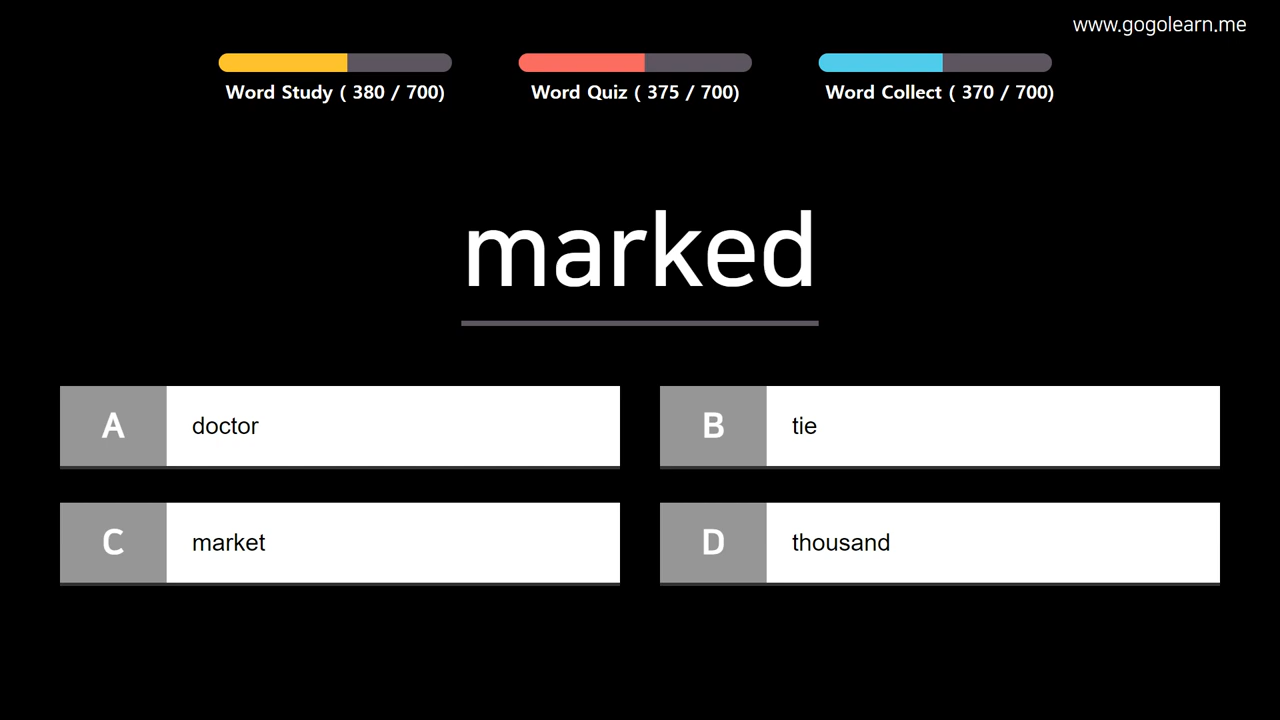 www.gogolearn.me
Word Study ( 380 / 700)
Word Quiz ( 375 / 700)
Word Collect ( 370 / 700)
marked
A doctor
B tie
C market
D thousand